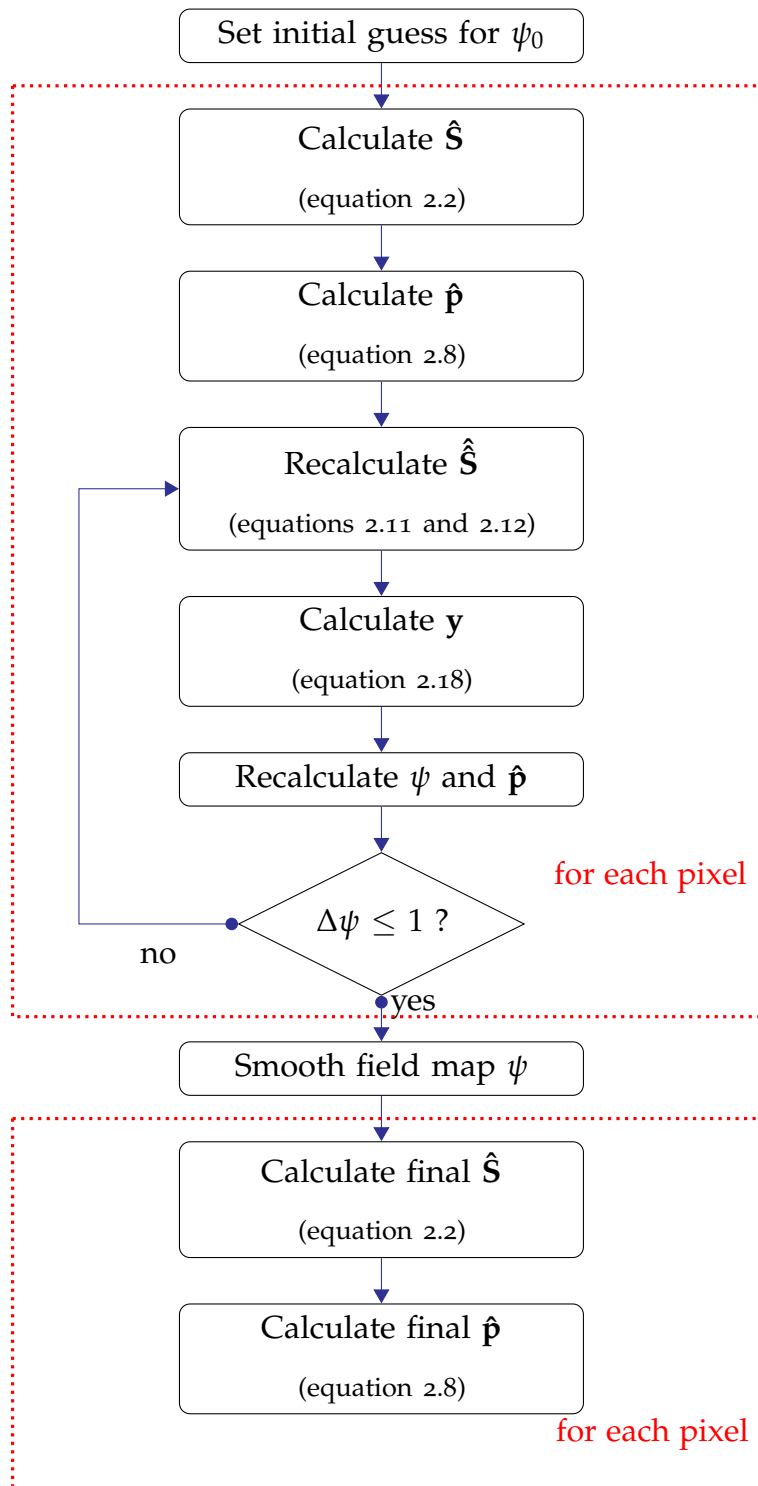 Set initial guess for ψ₀
Calculate Ŝ
(equation 2.2)
Calculate p̂
(equation 2.8)
Recalculate Ŝ̂
(equations 2.11 and 2.12)
Calculate y
(equation 2.18)
Recalculate ψ and p̂
for each pixel
Δψ ≤ 1 ?
no
yes
Smooth field map ψ
Calculate final Ŝ
(equation 2.2)
Calculate final p̂
(equation 2.8)
for each pixel